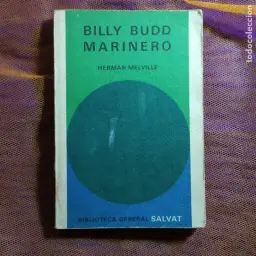 BILLY BUDD
MARINERO
HERMAN MELVILLE
BIBLIOTECA GENERAL SALVAT
todocoleccion